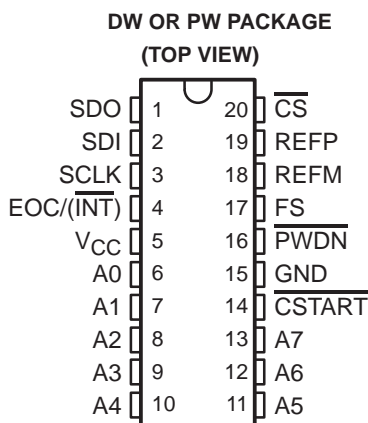 DW OR PW PACKAGE
(TOP VIEW)
SDO 1 20 CS
SDI 2 19 REFP
SCLK 3 18 REFM
EOC/(INT) 4 17 FS
VCC 5 16 PWDN
A0 6 15 GND
A1 7 14 CSTART
A2 8 13 A7
A3 9 12 A6
A4 10 11 A5